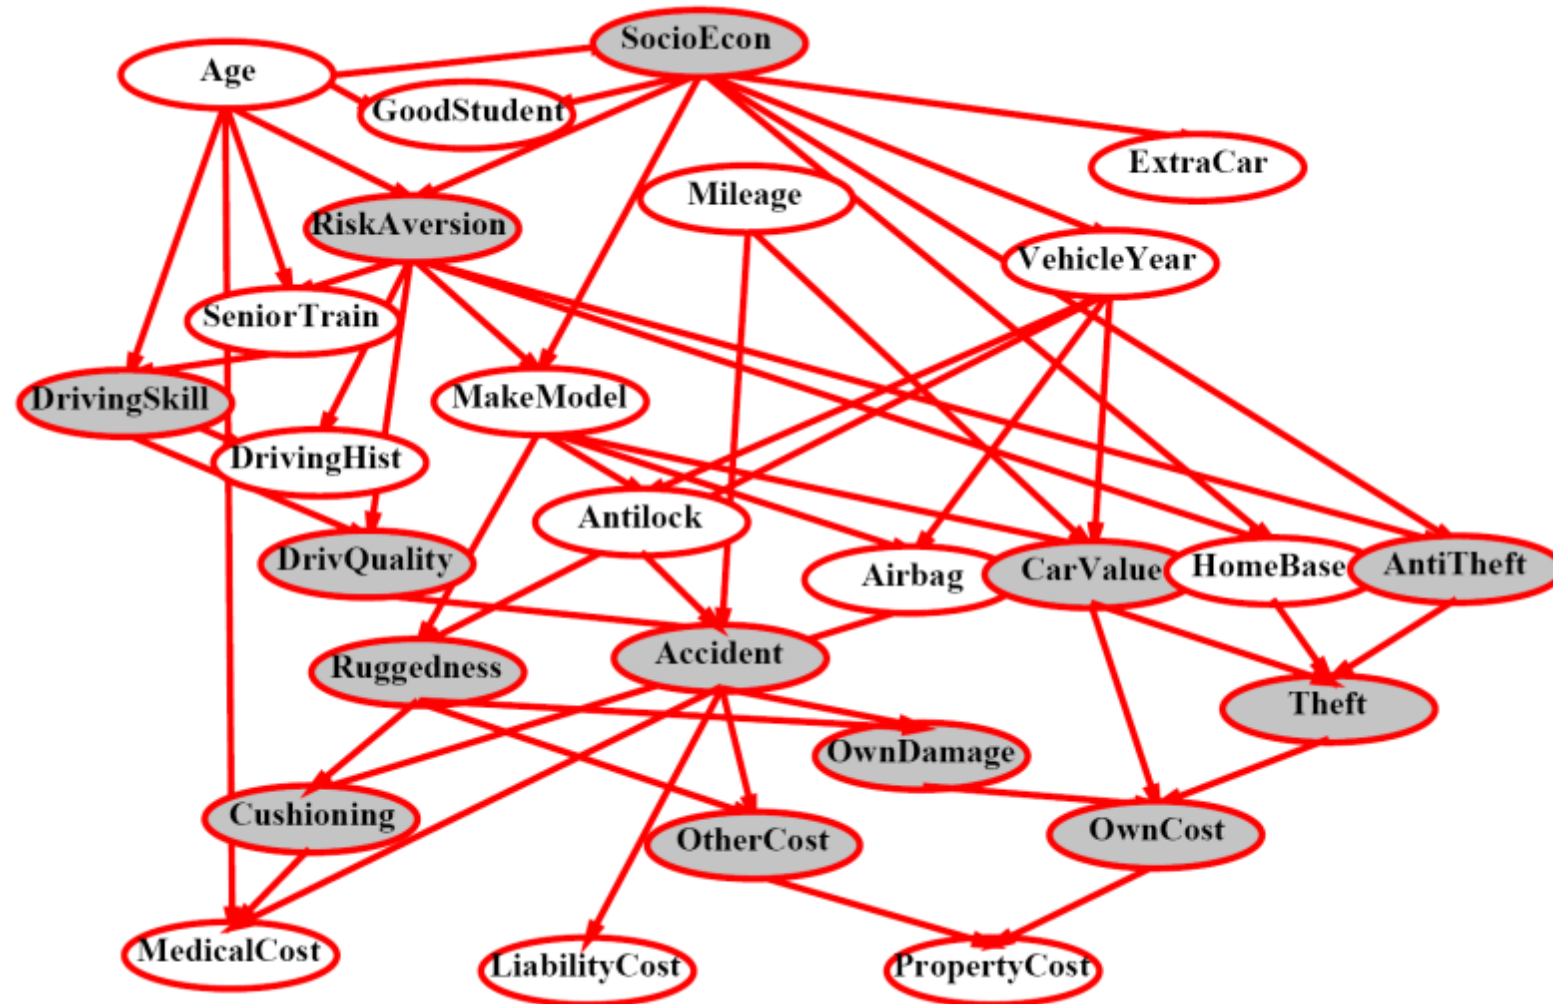 SocioEcon
Age
GoodStudent
ExtraCar
Mileage
RiskAversion
VehicleYear
SeniorTrain
DrivingSkill
MakeModel
DrivingHist
Antilock
DrivQuality
Airbag
CarValue
HomeBase
AntiTheft
Ruggedness
Accident
Theft
OwnDamage
Cushioning
OtherCost
OwnCost
MedicalCost
LiabilityCost
PropertyCost